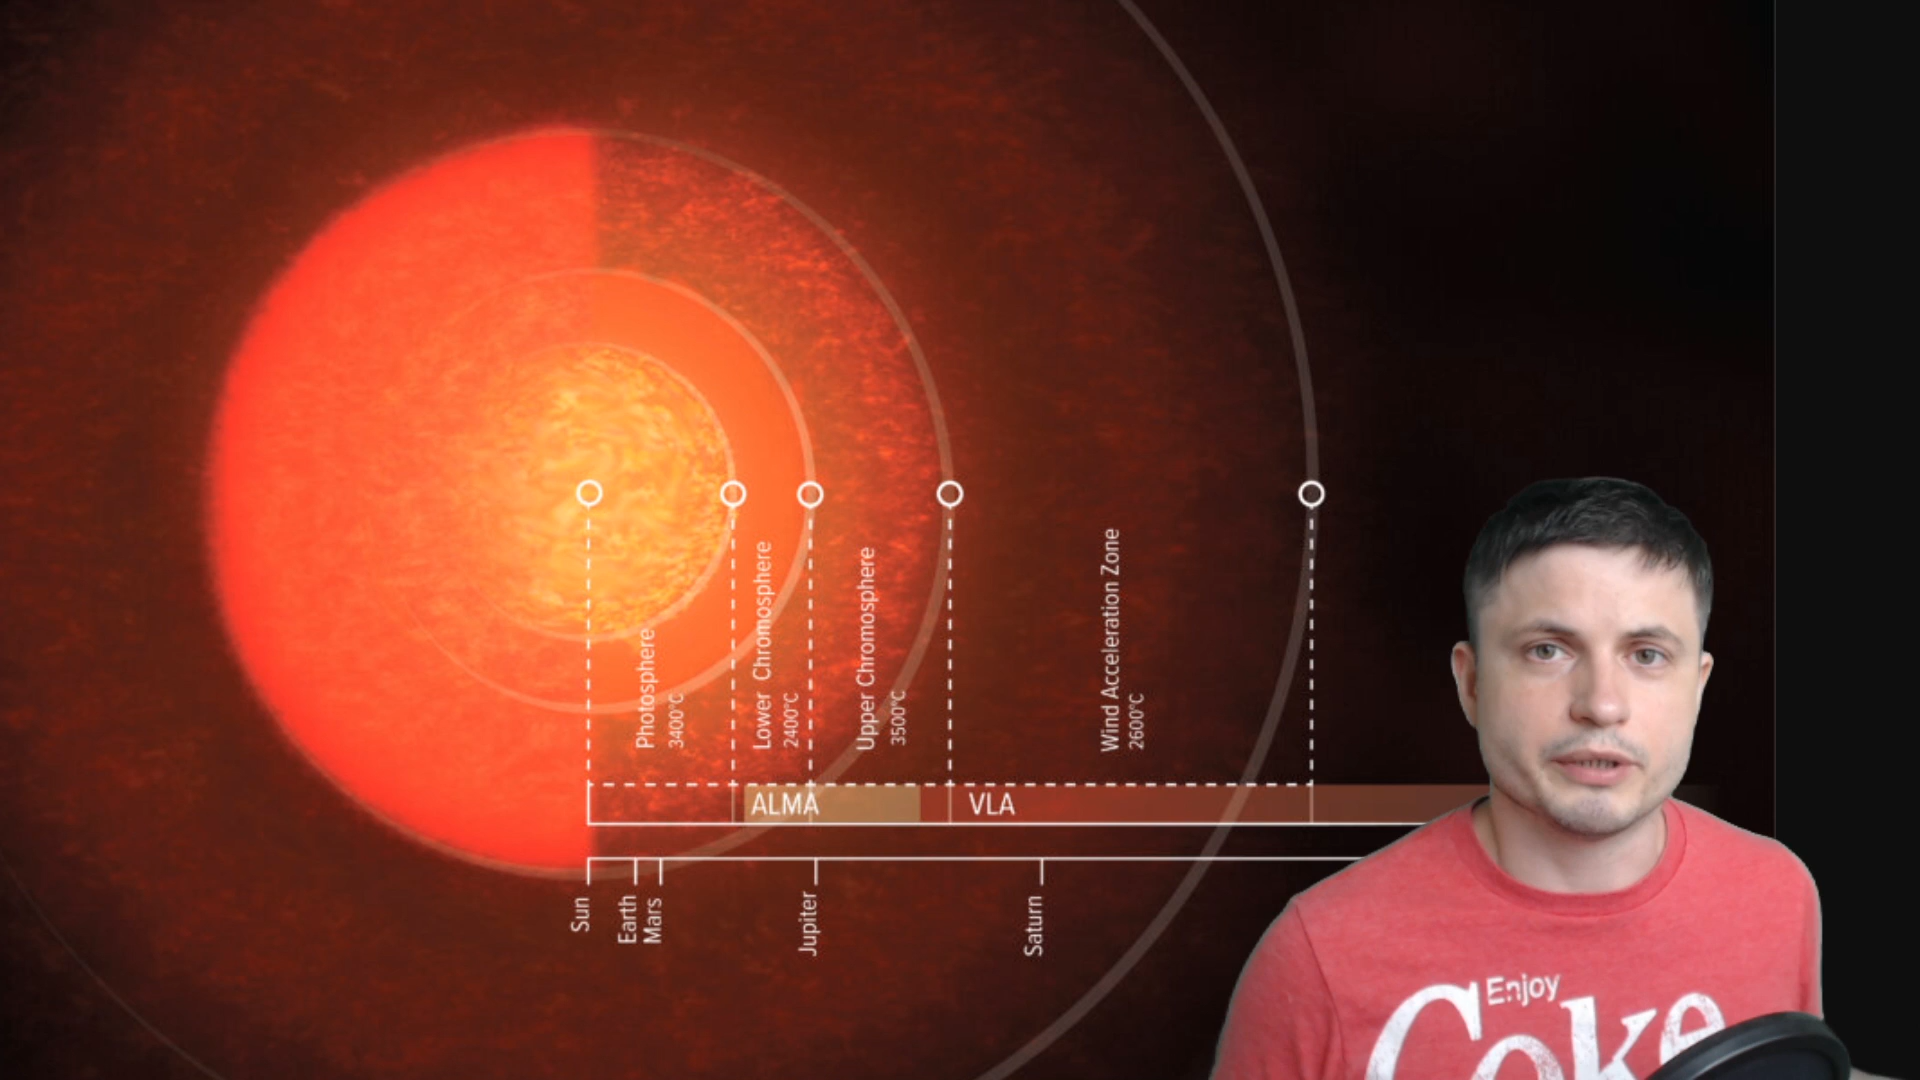 Photosphere
3400°C
Lower Chromosphere
2400°C
Upper Chromosphere
3500°C
Wind Acceleration Zone
2600°C
ALMA
VLA
Sun
Earth
Mars
Jupiter
Saturn
Enjoy
Coke